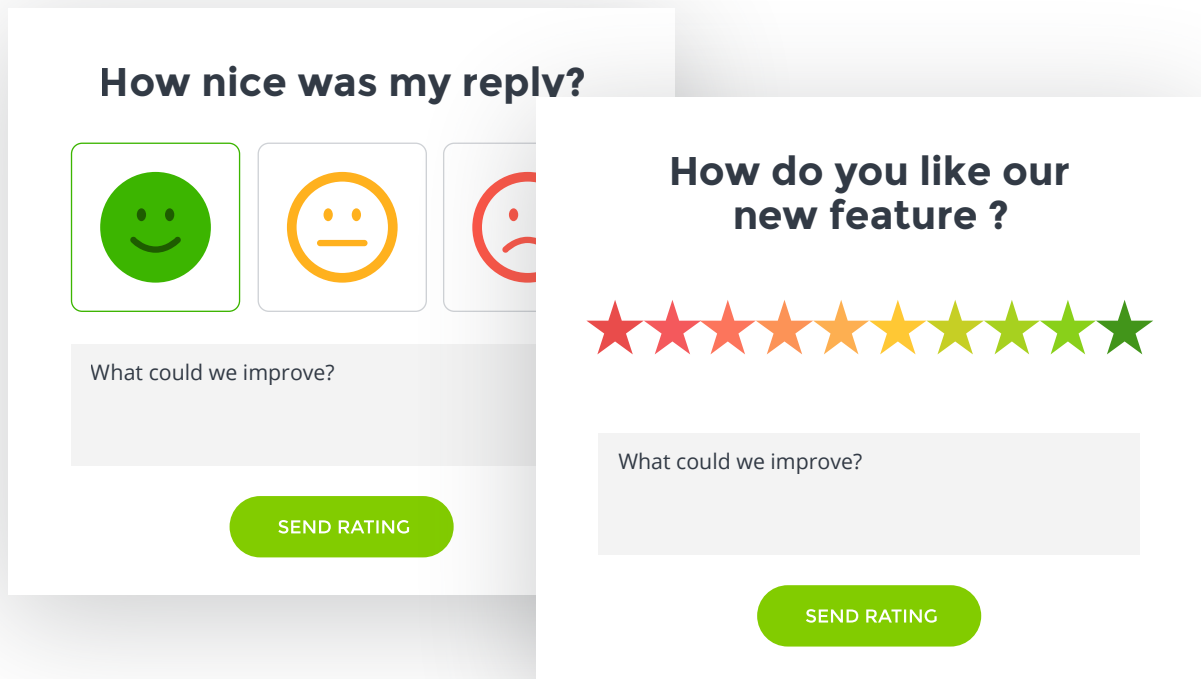 How nice was my reply?
What could we improve?
SEND RATING
How do you like our
new feature ?
What could we improve?
SEND RATING